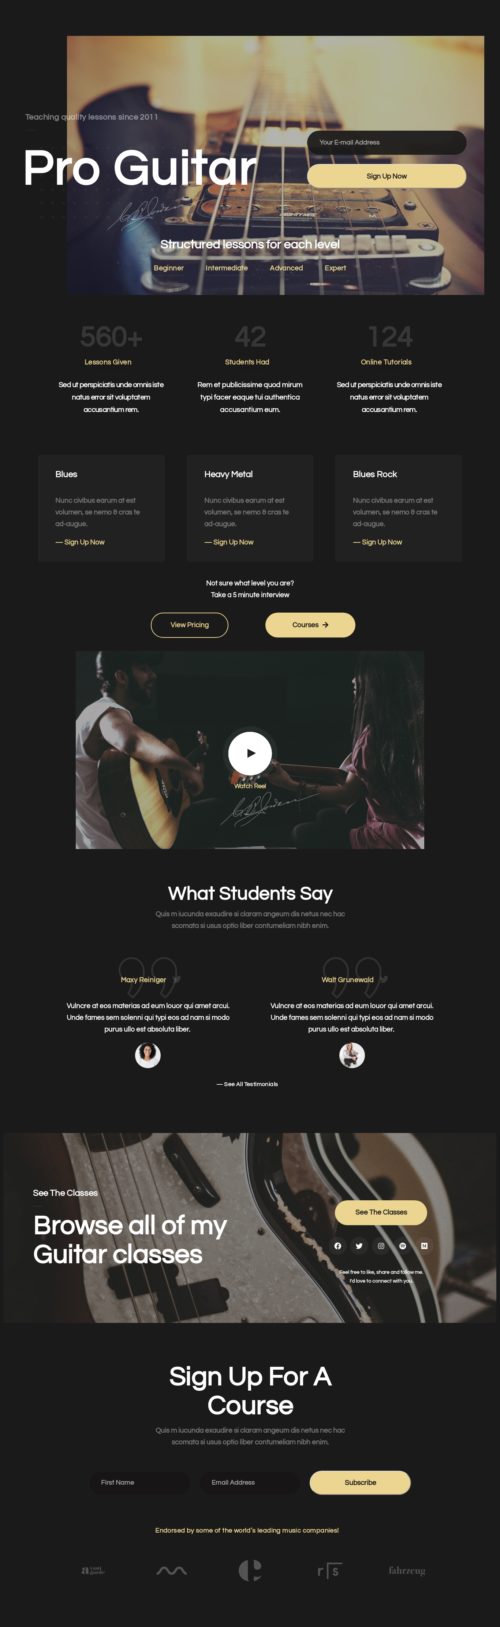 Teaching quality lessons since 2011
Pro Guitar
Your E-mail Address
Sign Up Now
Structured lessons for each level
Beginner Intermediate Advanced Expert
560+ 42 124
Lessons Given Students Had Online Tutorials
Sed ut perspiciatis unde omnis iste
natus error sit voluptatem
accusantium rem.
Rem et publicissime quod mirum
typi facer eaque tui authentica
accusantium eum.
Sed ut perspiciatis unde omnis iste
natus error sit voluptatem
accusantium rem.
Blues
Nunc civibus earum at est
volumen, se nemo & cras te
ad-augue.
— Sign Up Now
Heavy Metal
Nunc civibus earum at est
volumen, se nemo & cras te
ad-augue.
— Sign Up Now
Blues Rock
Nunc civibus earum at est
volumen, se nemo & cras te
ad-augue.
— Sign Up Now
Not sure what level you are?
Take a 5 minute interview
View Pricing
Courses →
Watch Reel
What Students Say
Quis m iucunda exaudire si claram angeum dis netus nec hac
scornata si usus optio liber contumeliam nibh enim.
Maxy Reiniger
Vulncre at eos materias ad eum louor qui amet arcui.
Unde fames sem solenni qui typi eos ad nam si modo
purus ullo est absoluta liber.
Walt Grunewald
Vulncre at eos materias ad eum louor qui amet arcui.
Unde fames sem solenni qui typi eos ad nam si modo
purus ullo est absoluta liber.
— See All Testimonials
See The Classes
Browse all of my
Guitar classes
See The Classes
Feel free to like, share and follow me.
I'd love to connect with you.
Sign Up For A
Course
Quis m iucunda exaudire si claram angeum dis netus nec hac
scornata si usus optio liber contumeliam nibh enim.
First Name
Email Address
Subscribe
Endorsed by some of the world's leading music companies!
rs
fahrzeug